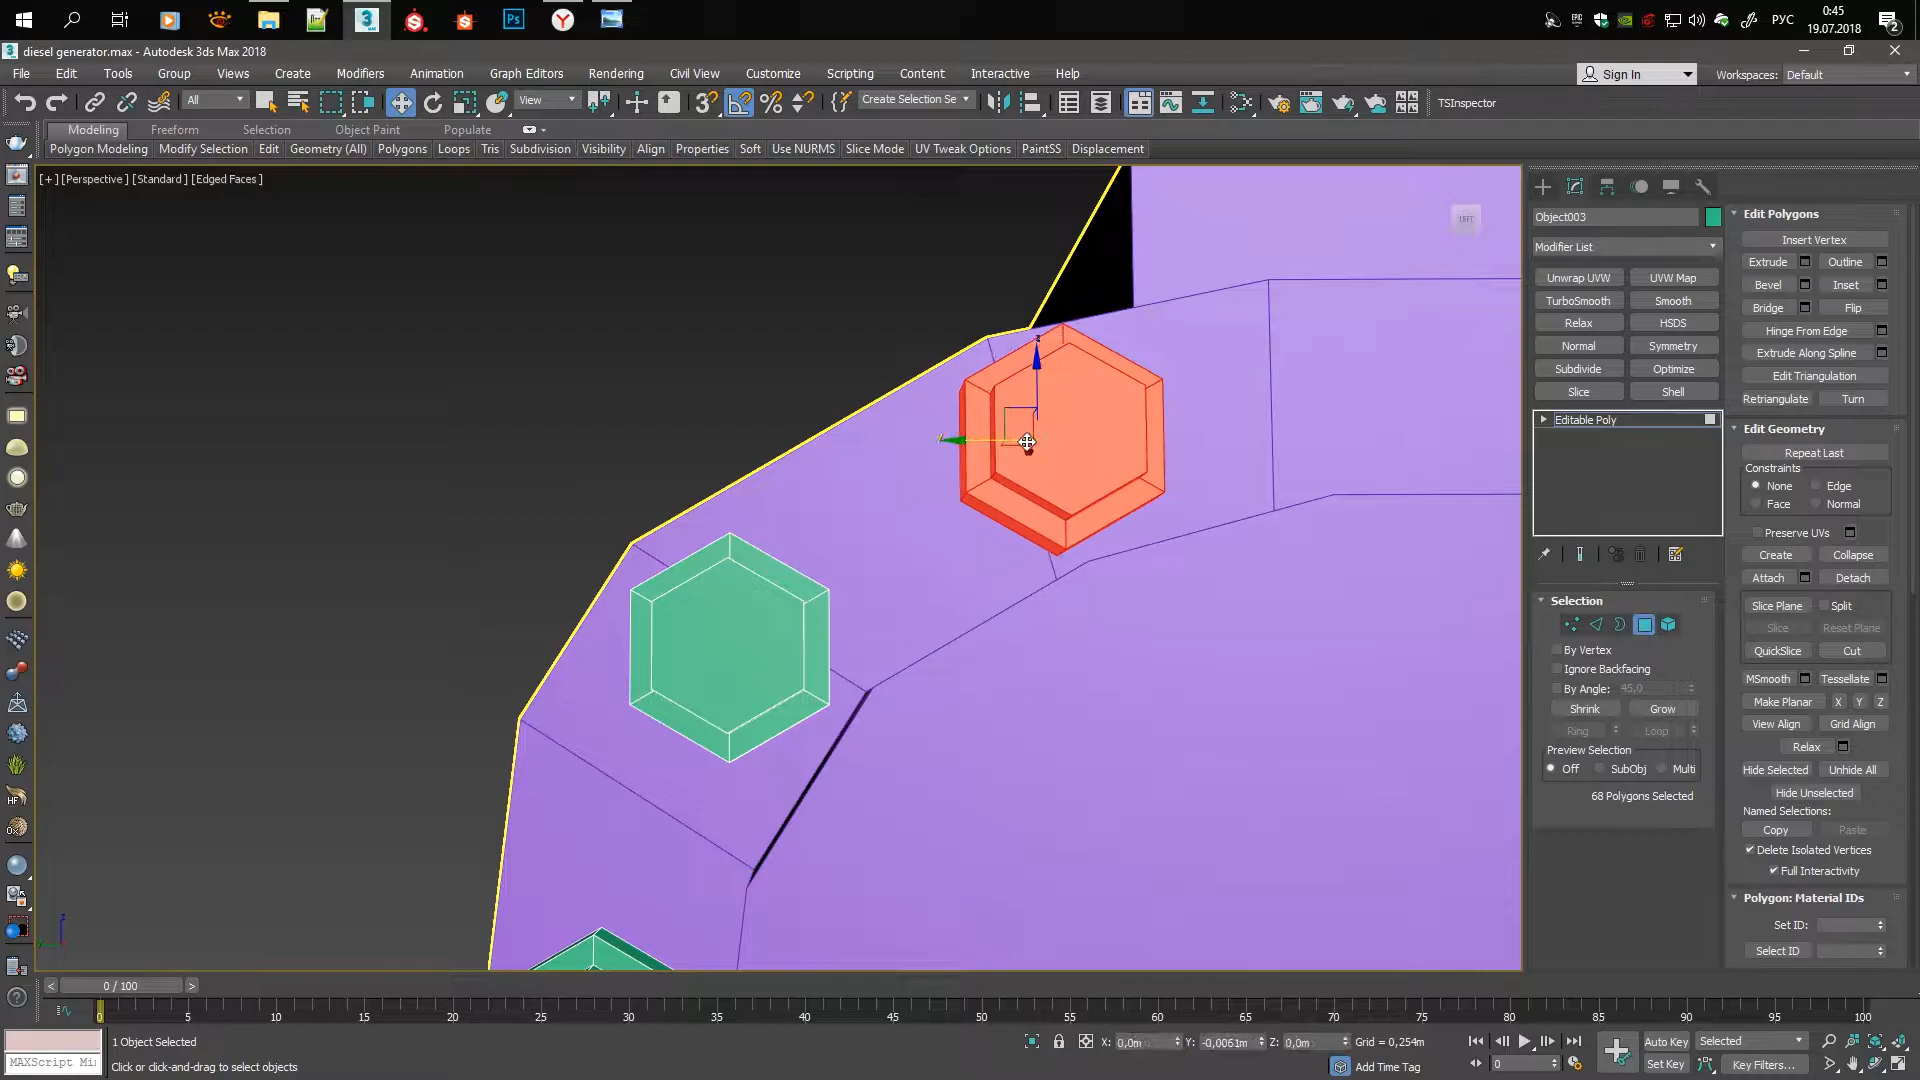 0:45
РУС
19.07.2018
2
diesel generator.max - Autodesk 3ds Max 2018
File Edit Tools Group Views Create Modifiers Animation Graph Editors Rendering Civil View Customize Scripting Content Interactive Help
Sign In Workspaces: Default
All View Create Selection Se TSInspector
Modeling Freeform Selection Object Paint Populate
Polygon Modeling Modify Selection Edit Geometry (All) Polygons Loops Tris Subdivision Visibility Align Properties Soft Use NURMS Slice Mode UV Tweak Options PaintSS Displacement
[+] [Perspective ] [Standard ] [Edged Faces ]
LEFT
Object003
Modifier List
Unwrap UVW UVW Map
TurboSmooth Smooth
Relax HSDS
Normal Symmetry
Subdivide Optimize
Slice Shell
Editable Poly
Selection
By Vertex
Ignore Backfacing
By Angle: 45,0
Shrink Grow
Ring Loop
Preview Selection
Off SubObj Multi
68 Polygons Selected
Edit Polygons
Insert Vertex
Extrude Outline
Bevel Inset
Bridge Flip
Hinge From Edge
Extrude Along Spline
Edit Triangulation
Retriangulate Turn
Edit Geometry
Repeat Last
Constraints
None Edge
Face Normal
Preserve UVs
Create Collapse
Attach Detach
Slice Plane Split
Slice Reset Plane
QuickSlice Cut
MSmooth Tessellate
Make Planar X Y Z
View Align Grid Align
Relax
Hide Selected Unhide All
Hide Unselected
Named Selections:
Copy Paste
Delete Isolated Vertices
Full Interactivity
Polygon: Material IDs
Set ID:
Select ID
< 0 / 100 >
0 5 10 15 20 25 30 35 40 45 50 55 60 65 70 75 80 85 90 95 100
1 Object Selected
X: 0,0m Y: -0,0061m Z: 0,0m Grid = 0,254m
Auto Key Selected
MAXScript Mi
Click or click-and-drag to select objects
Add Time Tag
0
Set Key Key Filters...